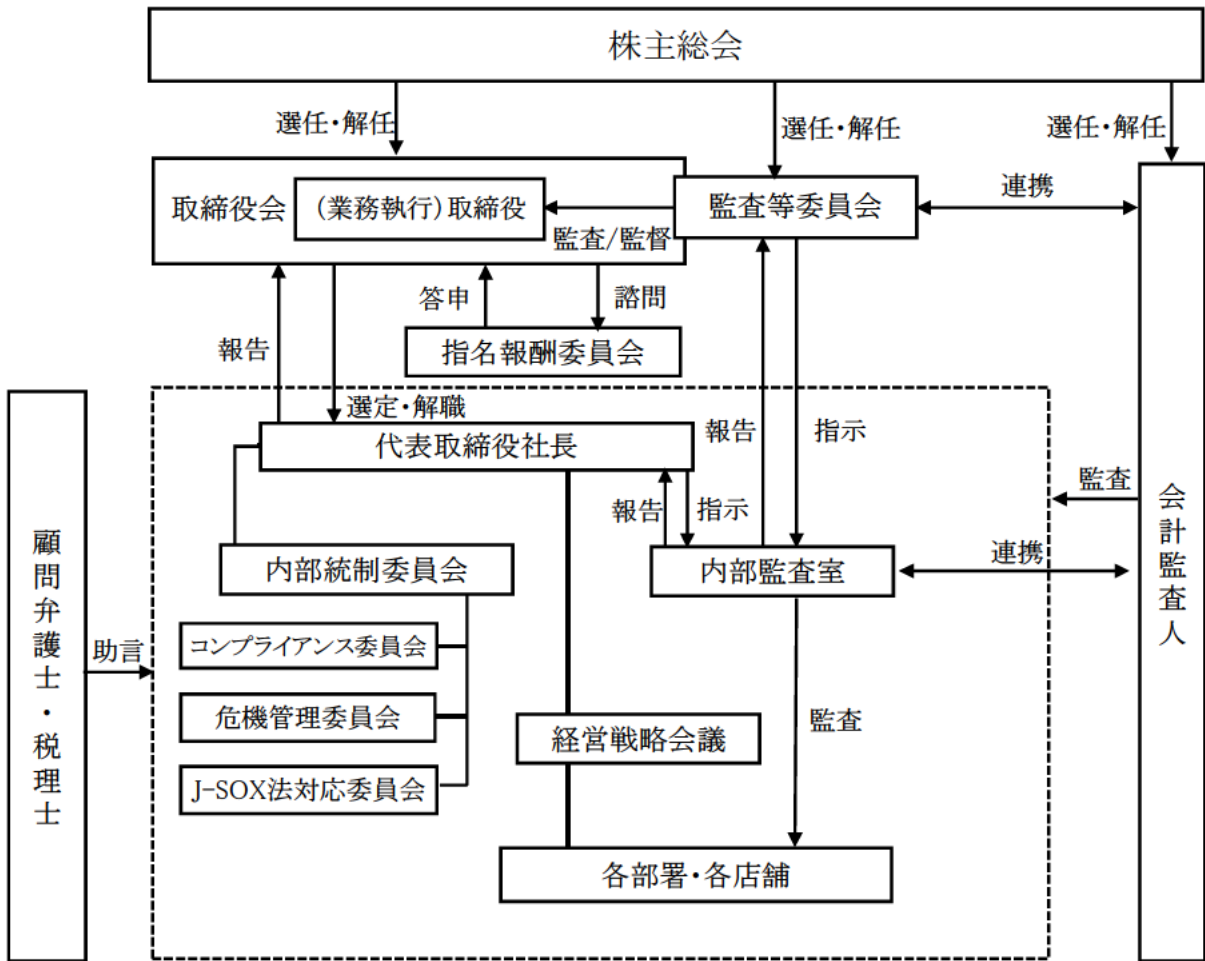 株主総会
選任・解任
選任・解任
選任・解任
取締役会
(業務執行)取締役
監査等委員会
連携
監査/監督
答申
諮問
報告
指名報酬委員会
選定・解職
代表取締役社長
報告
指示
報告
指示
監査
会計監査人
顧問弁護士・税理士
内部統制委員会
内部監査室
連携
コンプライアンス委員会
助言
危機管理委員会
経営戦略会議
監査
J-SOX法対応委員会
各部署・各店舗